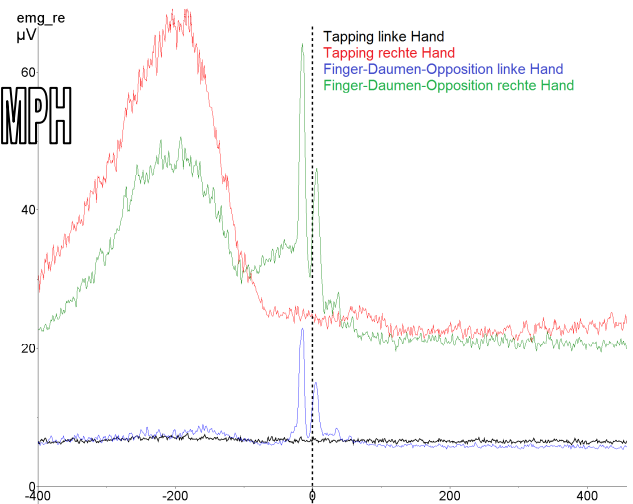 emg_re
µV
Tapping linke Hand
Tapping rechte Hand
Finger-Daumen-Opposition linke Hand
Finger-Daumen-Opposition rechte Hand
60
MPH
40
20
0
-400 -200 0 200 400